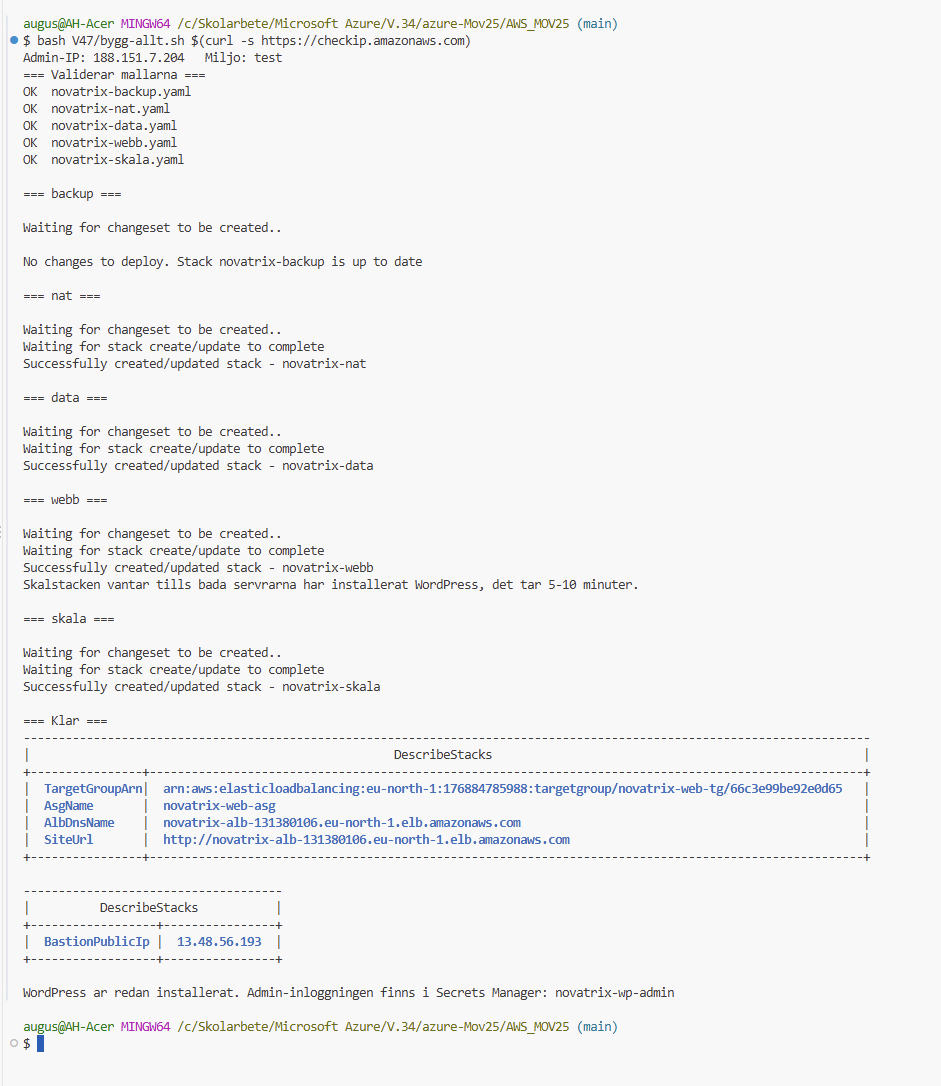 augus@AH-Acer MINGW64 /c/Skolarbete/Microsoft Azure/V.34/azure-Mov25/AWS_MOV25 (main)
$ bash V47/bygg-allt.sh $(curl -s https://checkip.amazonaws.com)
Admin-IP: 188.151.7.204   Miljo: test
=== Validerar mallarna ===
OK  novatrix-backup.yaml
OK  novatrix-nat.yaml
OK  novatrix-data.yaml
OK  novatrix-webb.yaml
OK  novatrix-skala.yaml

=== backup ===

Waiting for changeset to be created..

No changes to deploy. Stack novatrix-backup is up to date

=== nat ===

Waiting for changeset to be created..
Waiting for stack create/update to complete
Successfully created/updated stack - novatrix-nat

=== data ===

Waiting for changeset to be created..
Waiting for stack create/update to complete
Successfully created/updated stack - novatrix-data

=== webb ===

Waiting for changeset to be created..
Waiting for stack create/update to complete
Successfully created/updated stack - novatrix-webb
Skalstacken vantar tills bada servrarna har installerat WordPress, det tar 5-10 minuter.

=== skala ===

Waiting for changeset to be created..
Waiting for stack create/update to complete
Successfully created/updated stack - novatrix-skala

=== Klar ===
-------------------------------------------------------------------------------------------------------------------------
|                                                    DescribeStacks                                                     |
+----------------+------------------------------------------------------------------------------------------------------+
|  TargetGroupArn|  arn:aws:elasticloadbalancing:eu-north-1:176884785988:targetgroup/novatrix-web-tg/66c3e99be92e0d65   |
|  AsgName       |  novatrix-web-asg                                                                                    |
|  AlbDnsName    |  novatrix-alb-131380106.eu-north-1.elb.amazonaws.com                                                 |
|  SiteUrl       |  http://novatrix-alb-131380106.eu-north-1.elb.amazonaws.com                                          |
+----------------+------------------------------------------------------------------------------------------------------+

-------------------------------------
|          DescribeStacks           |
+------------------+----------------+
|  BastionPublicIp |  13.48.56.193  |
+------------------+----------------+

WordPress ar redan installerat. Admin-inloggningen finns i Secrets Manager: novatrix-wp-admin

augus@AH-Acer MINGW64 /c/Skolarbete/Microsoft Azure/V.34/azure-Mov25/AWS_MOV25 (main)
$